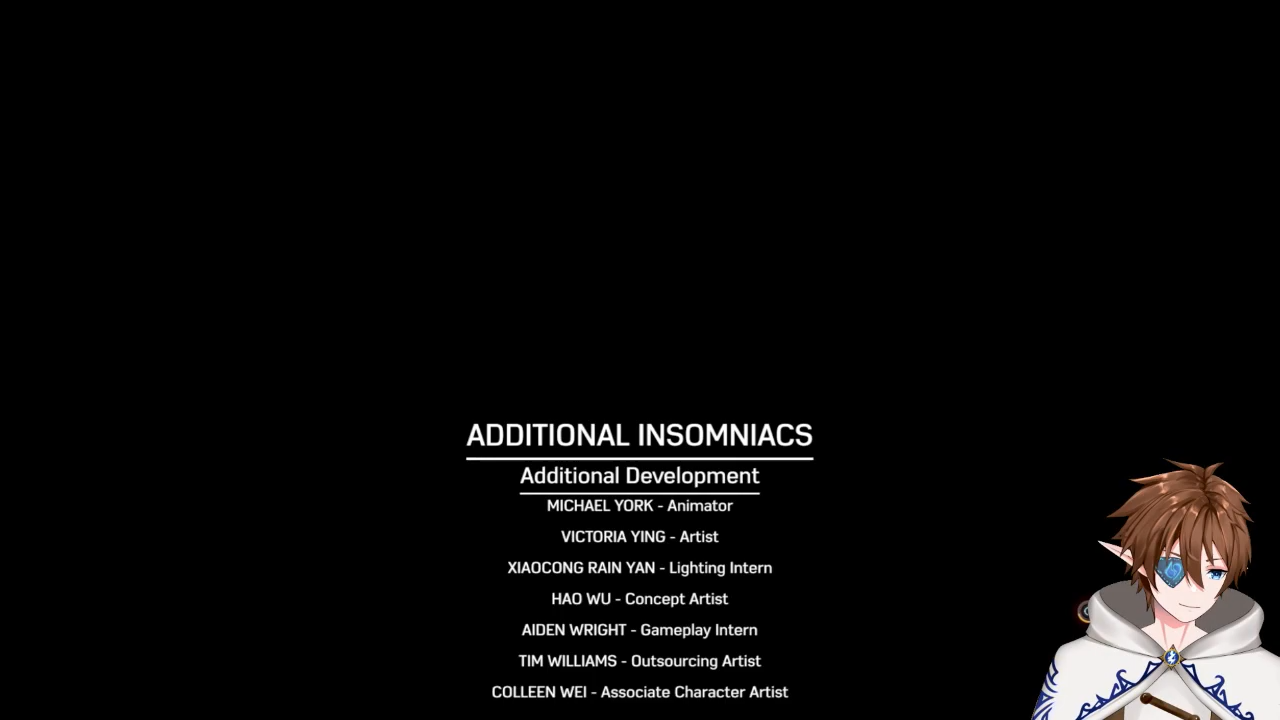 ADDITIONAL INSOMNIACS
Additional Development
MICHAEL YORK - Animator
VICTORIA YING - Artist
XIAOCONG RAIN YAN - Lighting Intern
HAO WU - Concept Artist
AIDEN WRIGHT - Gameplay Intern
TIM WILLIAMS - Outsourcing Artist
COLLEEN WEI - Associate Character Artist